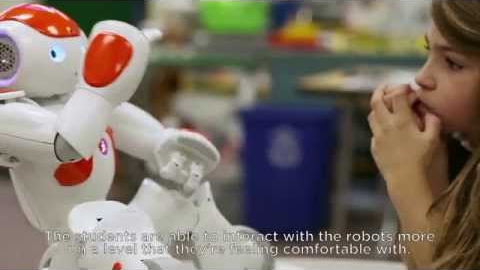 The students are able to interact with the robots more
on a level that they're feeling comfortable with.